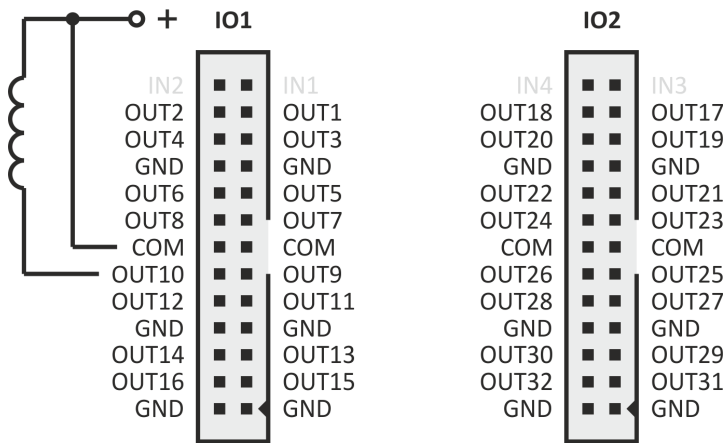 + IO1 IO2
IN2 IN1 IN4 IN3
OUT2 OUT1 OUT18 OUT17
OUT4 OUT3 OUT20 OUT19
GND GND GND GND
OUT6 OUT5 OUT22 OUT21
OUT8 OUT7 OUT24 OUT23
COM COM COM COM
OUT10 OUT9 OUT26 OUT25
OUT12 OUT11 OUT28 OUT27
GND GND GND GND
OUT14 OUT13 OUT30 OUT29
OUT16 OUT15 OUT32 OUT31
GND GND GND GND